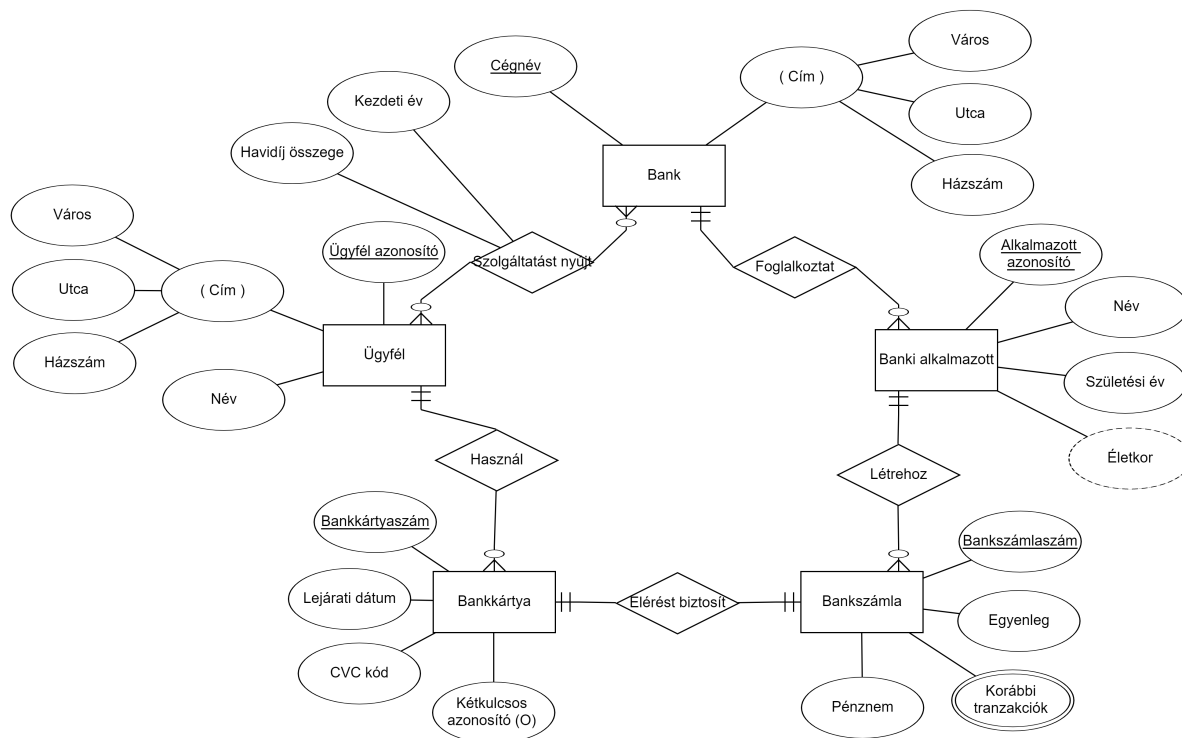 Város
Cégnév
( Cím )
Kezdeti év
Utca
Havidíj összege
Bank
Házszám
Város
Ügyfél azonosító
Szolgáltatást nyújt
Foglalkoztat
Alkalmazott
azonosító
Utca
( Cím )
Név
Házszám
Ügyfél
Banki alkalmazott
Születési év
Név
Életkor
Használ
Létrehoz
Bankkártyaszám
Bankszámlaszám
Lejárati dátum
Bankkártya
Elérést biztosít
Bankszámla
Egyenleg
CVC kód
Kétkulcsos
azonosító (O)
Pénznem
Korábbi
tranzakciók